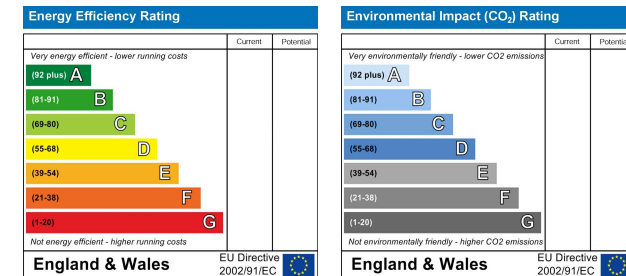 Energy Efficiency Rating
Current Potential
Very energy efficient - lower running costs
(92 plus) A
(81-91) B
(69-80) C
(55-68) D
(39-54) E
(21-38) F
(1-20) G
Not energy efficient - higher running costs
England & Wales
EU Directive
2002/91/EC
Environmental Impact (CO₂) Rating
Current Potential
Very environmentally friendly - lower CO2 emissions
(92 plus) A
(81-91) B
(69-80) C
(55-68) D
(39-54) E
(21-38) F
(1-20) G
Not environmentally friendly - higher CO2 emissions
England & Wales
EU Directive
2002/91/EC